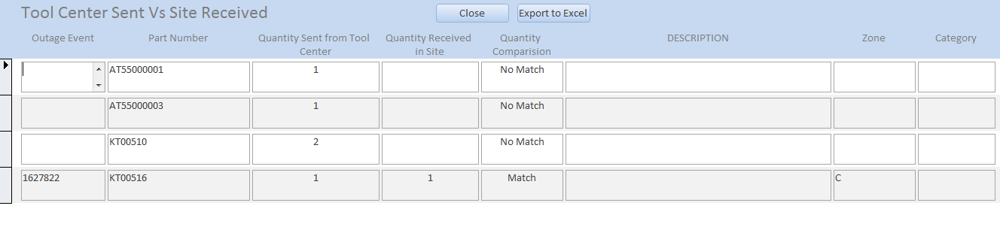 Tool Center Sent Vs Site Received
Close
Export to Excel
Outage Event
Part Number
Quantity Sent from Tool
Center
Quantity Received
in Site
Quantity
Comparision
DESCRIPTION
Zone
Category
AT55000001
1
No Match
AT55000003
1
No Match
KT00510
2
No Match
1627822
KT00516
1
1
Match
C